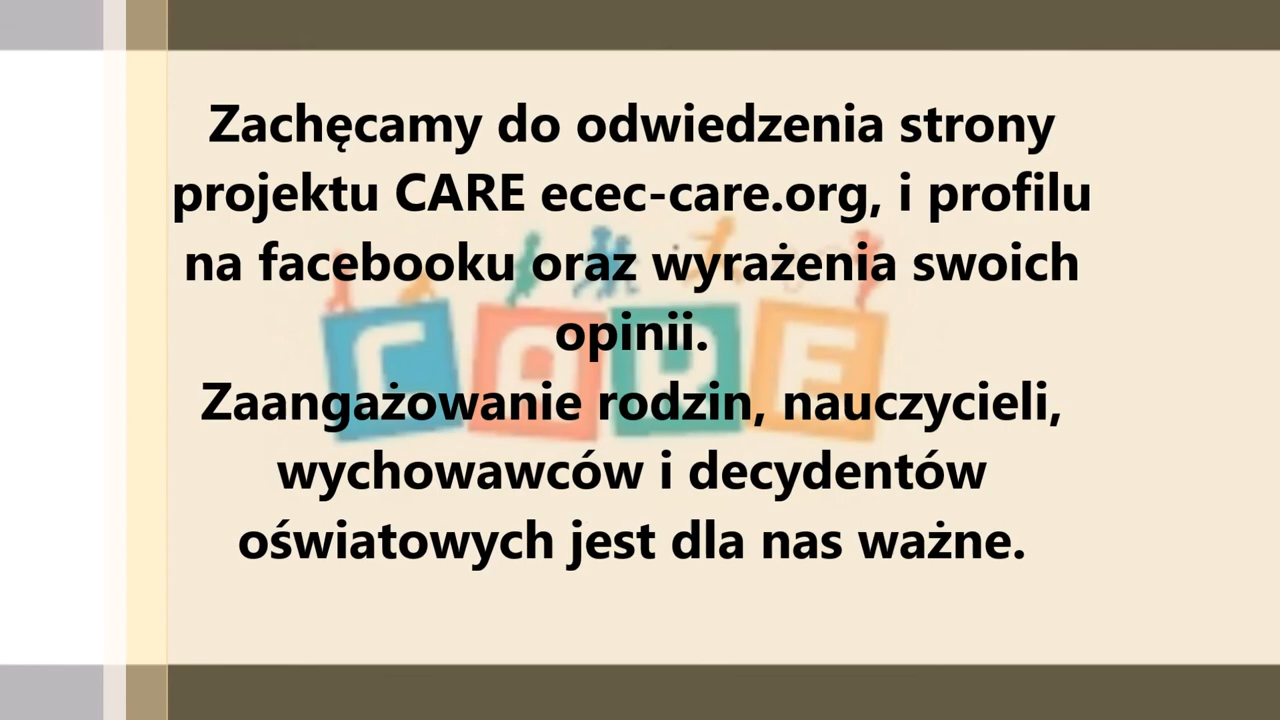 Zachęcamy do odwiedzenia strony
projektu CARE ecec-care.org, i profilu
na facebooku oraz wyrażenia swoich
opinii.
CARE
Zaangażowanie rodzin, nauczycieli,
wychowawców i decydentów
oświatowych jest dla nas ważne.